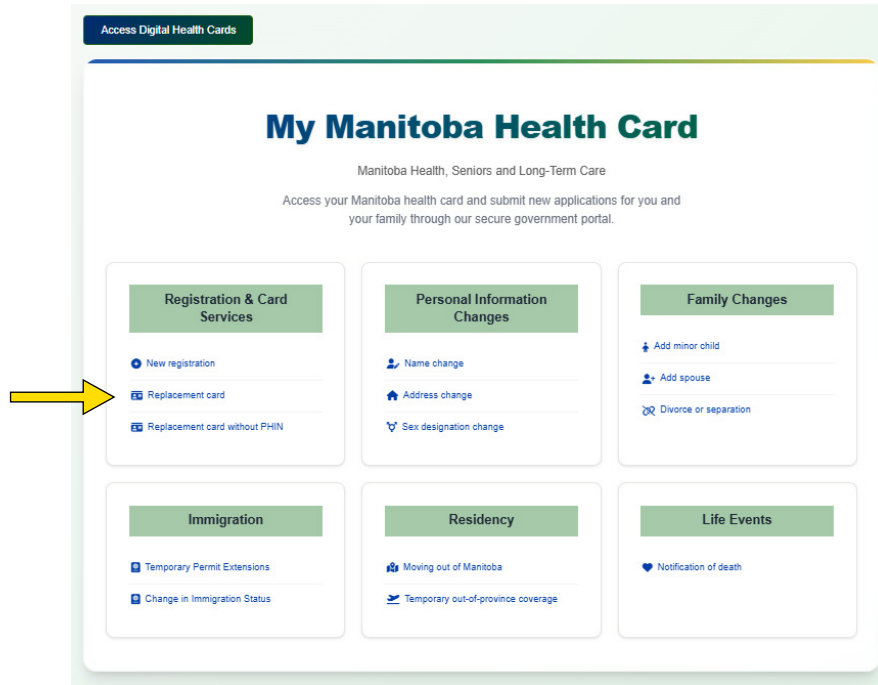 Access Digital Health Cards
My Manitoba Health Card
Manitoba Health, Seniors and Long-Term Care
Access your Manitoba health card and submit new applications for you and
your family through our secure government portal.
Registration & Card
Services
New registration
Replacement card
Replacement card without PHIN
Personal Information
Changes
Name change
Address change
Sex designation change
Family Changes
Add minor child
Add spouse
Divorce or separation
Immigration
Temporary Permit Extensions
Change in Immigration Status
Residency
Moving out of Manitoba
Temporary out-of-province coverage
Life Events
Notification of death